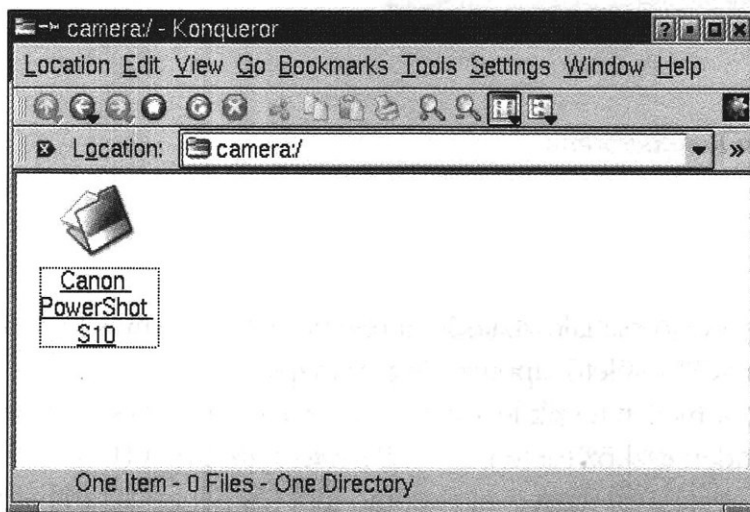 camera:/ - Konqueror
Location Edit View Go Bookmarks Tools Settings Window Help
Location: camera:/
Canon
PowerShot
S10
One Item - 0 Files - One Directory